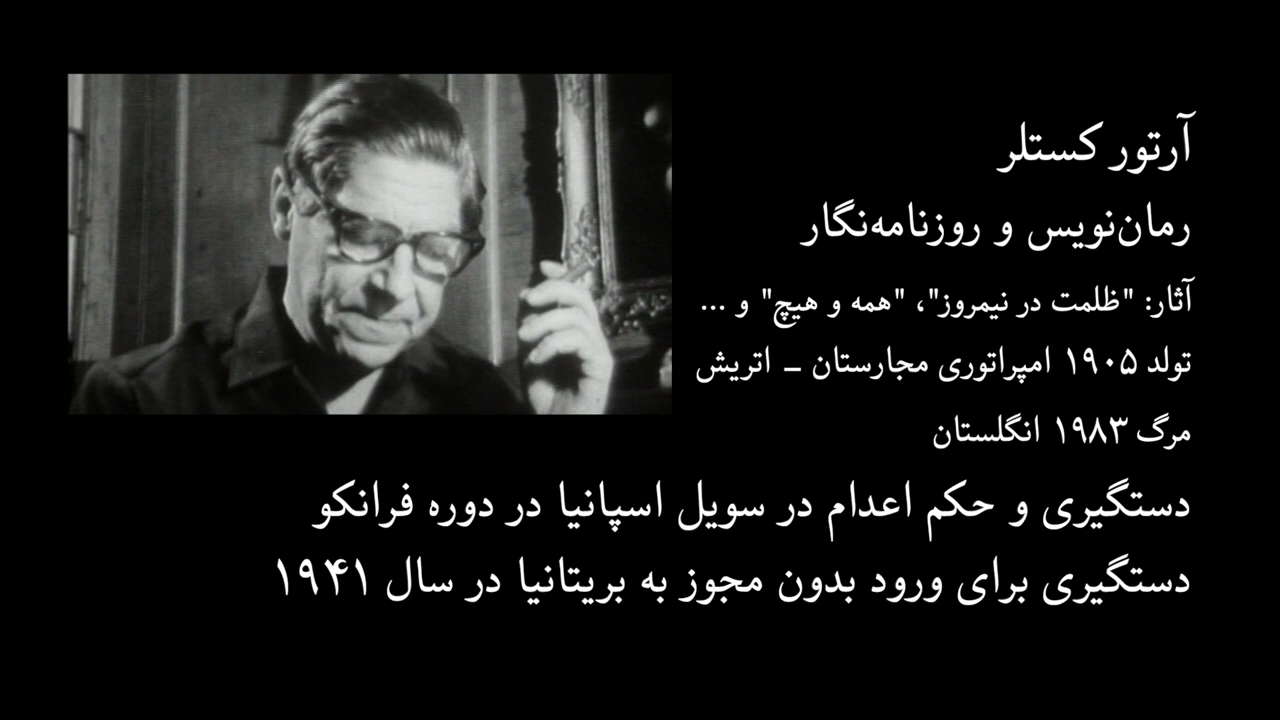 آرتور کستلر
رمان‌نویس و روزنامه‌نگار
آثار: "ظلمت در نیمروز"، "همه و هیچ" و ...
تولد ۱۹۰۵ امپراتوری مجارستان – اتریش
مرگ ۱۹۸۳ انگلستان
دستگیری و حکم اعدام در سویل اسپانیا در دوره فرانکو
دستگیری برای ورود بدون مجوز به بریتانیا در سال ۱۹۴۱